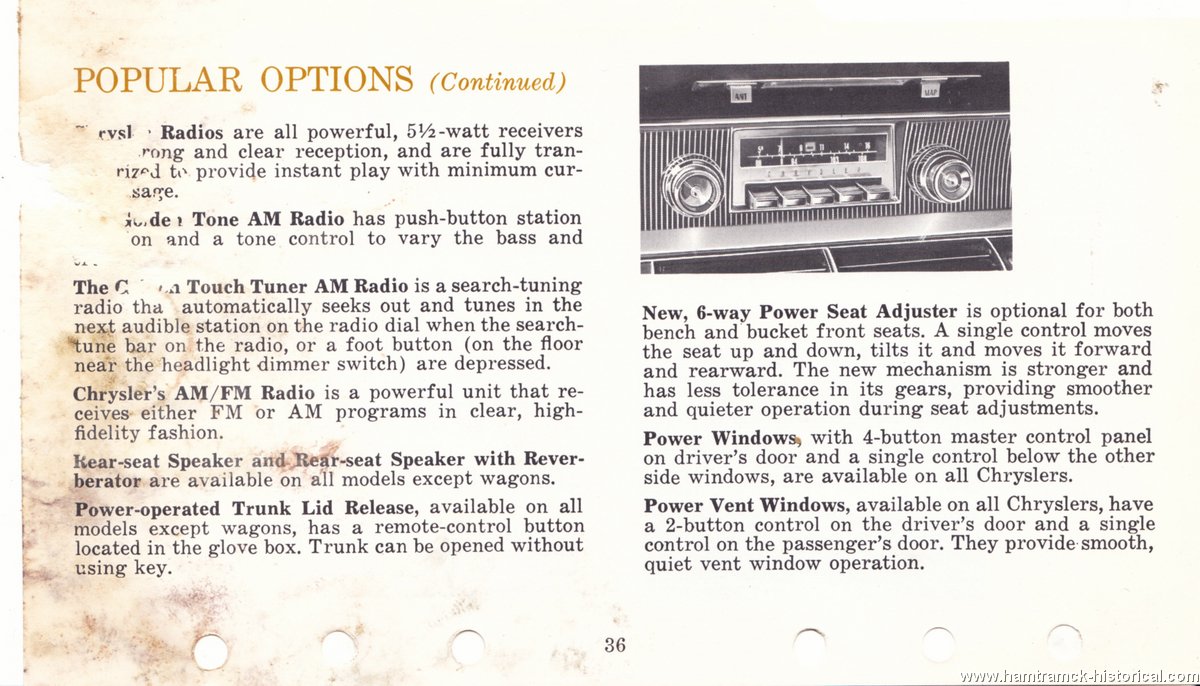 POPULAR OPTIONS (Continued)
Radios are all powerful, 5½-watt receivers
and clear reception, and are fully tran-
to provide instant play with minimum cur-
Tone AM Radio has push-button station
and a tone control to vary the bass and
The Touch Tuner AM Radio is a search-tuning
radio automatically seeks out and tunes in the
next audible station on the radio dial when the search-
tune bar on the radio, or a foot button (on the floor
near the headlight dimmer switch) are depressed.
Chrysler's AM/FM Radio is a powerful unit that re-
ceives either FM or AM programs in clear, high-
fidelity fashion.
Rear-seat Speaker and Rear-seat Speaker with Rever-
berator are available on all models except wagons.
Power-operated Trunk Lid Release, available on all
models except wagons, has a remote-control button
located in the glove box. Trunk can be opened without
using key.
ANT
MAP
CHRYSLER
New, 6-way Power Seat Adjuster is optional for both
bench and bucket front seats. A single control moves
the seat up and down, tilts it and moves it forward
and rearward. The new mechanism is stronger and
has less tolerance in its gears, providing smoother
and quieter operation during seat adjustments.
Power Windows, with 4-button master control panel
on driver's door and a single control below the other
side windows, are available on all Chryslers.
Power Vent Windows, available on all Chryslers, have
a 2-button control on the driver's door and a single
control on the passenger's door. They provide smooth,
quiet vent window operation.
36
www.hamtramck-historical.com